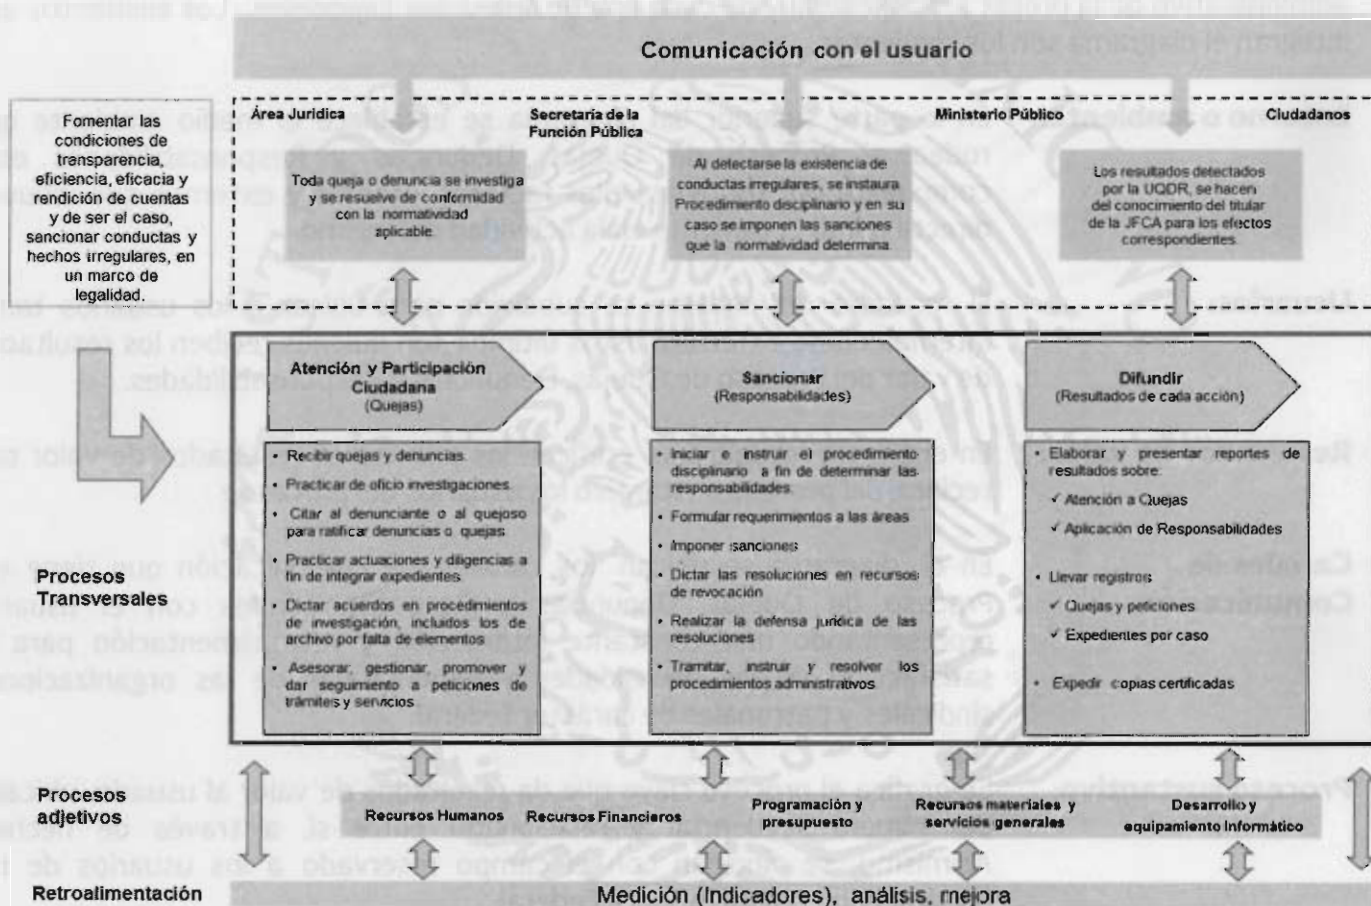 Comunicación con el usuario
Fomentar las
condiciones de
transparencia,
eficiencia, eficacia y
rendición de cuentas
y de ser el caso,
sancionar conductas y
hechos irregulares, en
un marco de
legalidad.
Área Jurídica
Secretaría de la
Función Pública
Ministerio Público
Ciudadanos
Toda queja o denuncia se investiga
y se resuelve de conformidad
con la normatividad
aplicable.
Al detectarse la existencia de
conductas irregulares, se instaura
Procedimiento disciplinario y en su
caso se imponen las sanciones
que la normatividad determina.
Los resultados detectados
por la UQDR, se hacen
del conocimiento del titular
de la JFCA para los efectos
correspondientes.
Procesos
Transversales
Atención y Participación
Ciudadana
(Quejas)
• Recibir quejas y denuncias.
• Practicar de oficio investigaciones.
• Citar al denunciante o al quejoso
para ratificar denuncias o quejas.
• Practicar actuaciones y diligencias a
fin de integrar expedientes.
• Dictar acuerdos en procedimientos
de investigación, incluidos los de
archivo por falta de elementos
• Asesorar, gestionar, promover y
dar seguimiento a peticiones de
trámites y servicios
Sancionar
(Responsabilidades)
• Iniciar e instruir el procedimiento
disciplinario a fin de determinar las
responsabilidades.
• Formular requerimientos a las áreas
• Imponer sanciones
• Dictar las resoluciones en recursos
de revocación
• Realizar la defensa jurídica de las
resoluciones
• Tramitar, instruir y resolver los
procedimientos administrativos
Difundir
(Resultados de cada acción)
• Elaborar y presentar reportes de
resultados sobre:
✓ Atención a Quejas
✓ Aplicación de Responsabilidades
• Llevar registros
✓ Quejas y peticiones
✓ Expedientes por caso
• Expedir copias certificadas
Procesos
adjetivos
Recursos Humanos
Recursos Financieros
Programación y
presupuesto
Recursos materiales y
servicios generales
Desarrollo y
equipamiento Informático
Retroalimentación
Medición (Indicadores), análisis, mejora